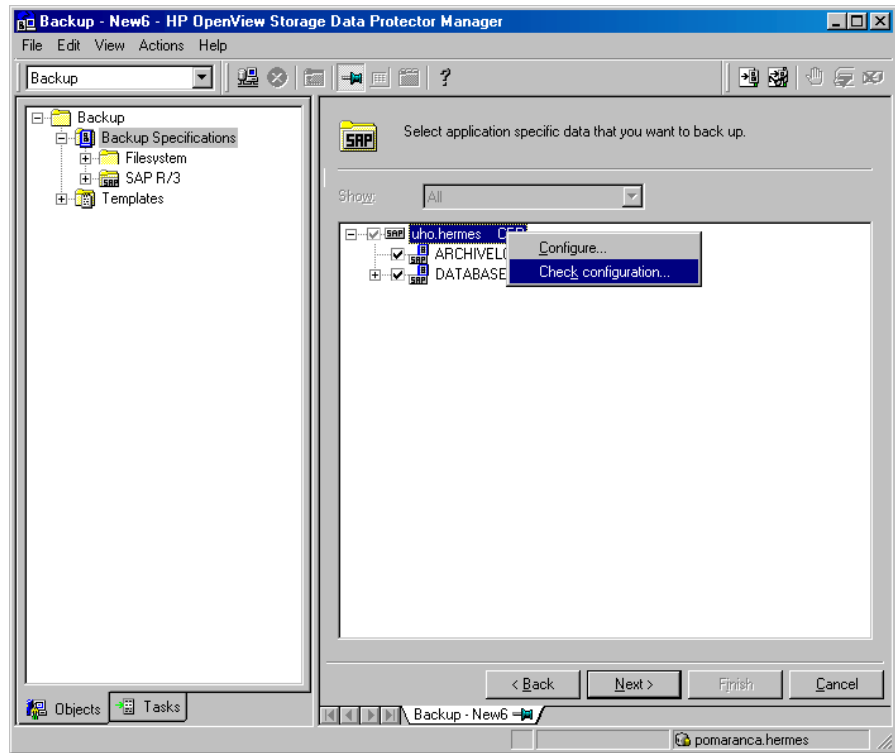 Backup - New6 - HP OpenView Storage Data Protector Manager
File Edit View Actions Help
Backup
Backup
Backup Specifications
Filesystem
SAP R/3
Templates
Objects
Tasks
SAP
Select application specific data that you want to back up.
Show:
All
SAP uho.hermes
SAP ARCHIVELO
SAP DATABASE
Configure...
Check configuration...
< Back
Next >
Finish
Cancel
Backup - New6
pomaranca.hermes